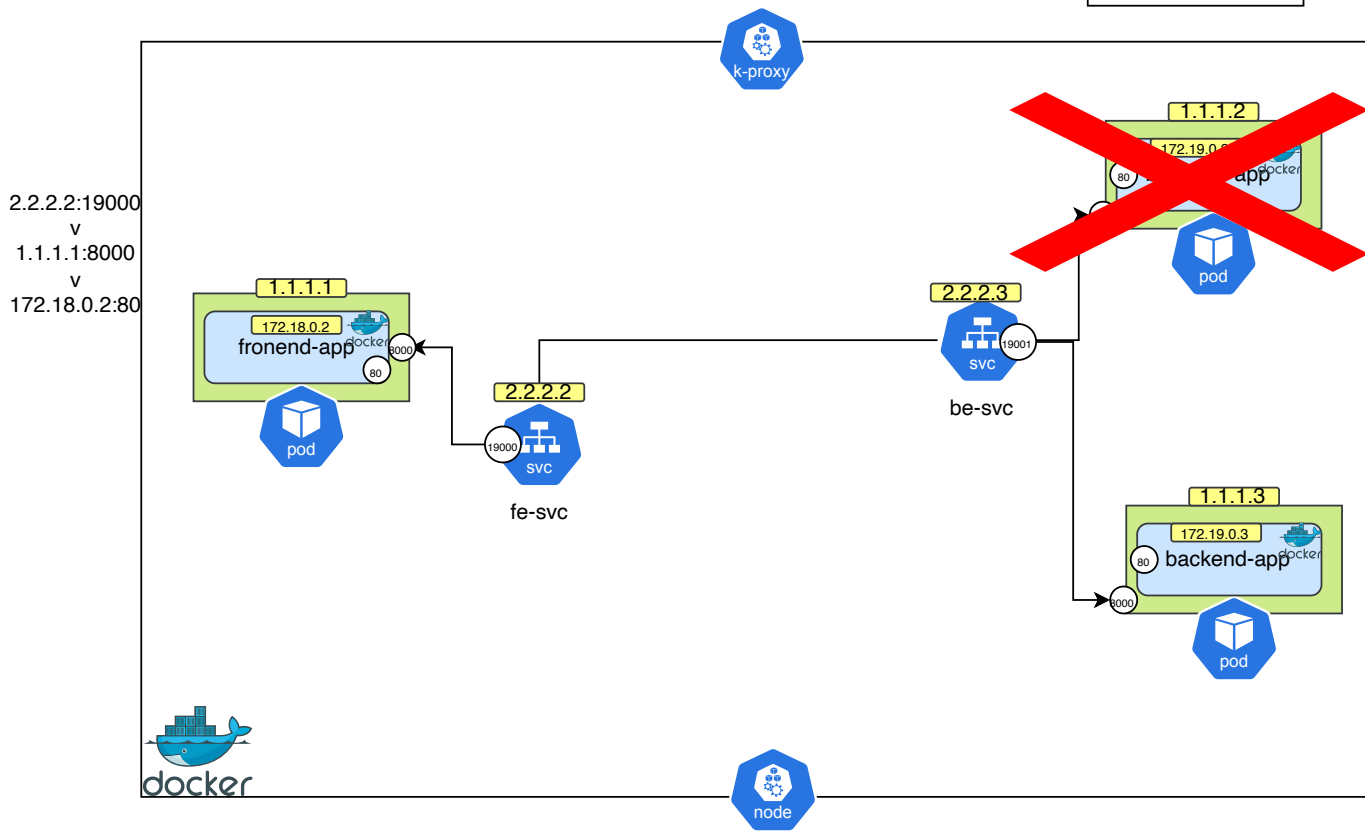 k-proxy
1.1.1.2
80
app
docker
pod
2.2.2.2:19000
v
1.1.1.1:8000
v
172.18.0.2:80
1.1.1.1
172.18.0.2
docker
fronend-app
8000
80
pod
2.2.2.3
19001
svc
be-svc
2.2.2.2
19000
svc
fe-svc
1.1.1.3
172.19.0.3
docker
80
backend-app
8000
pod
docker
node